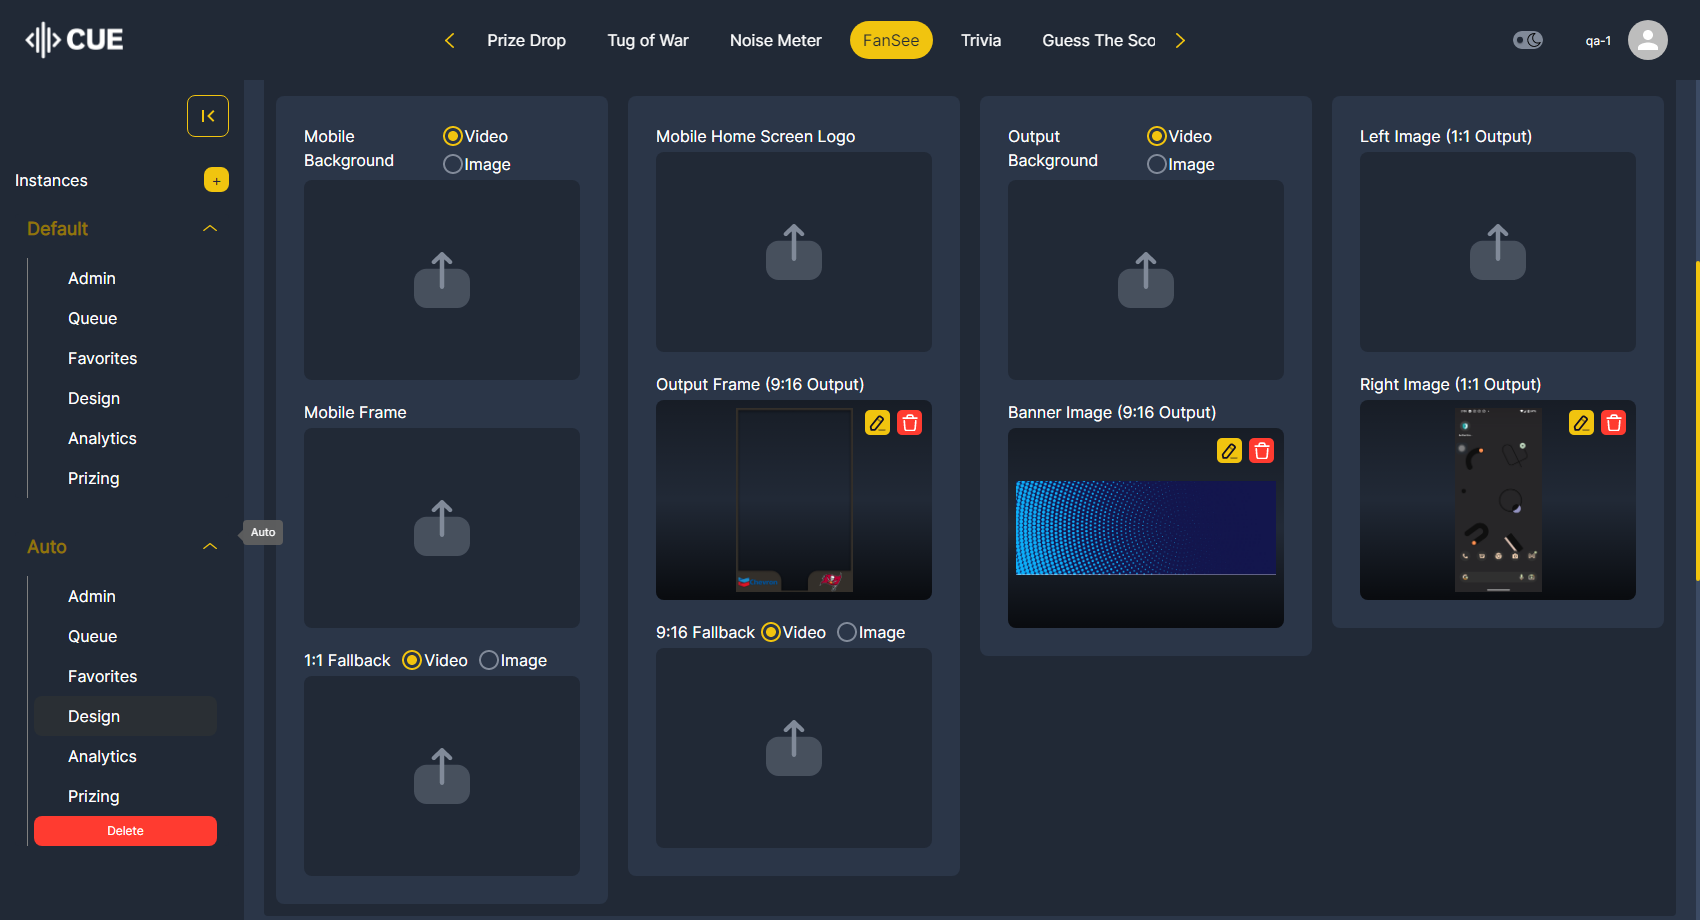 CUE
Prize Drop
Tug of War
Noise Meter
FanSee
Trivia
Guess The Sco
qa-1
Instances
+
Default
Admin
Queue
Favorites
Design
Analytics
Prizing
Auto
Auto
Admin
Queue
Favorites
Design
Analytics
Prizing
Delete
Mobile
Background
Video
Image
Mobile Frame
1:1 Fallback
Video
Image
Mobile Home Screen Logo
Output Frame (9:16 Output)
9:16 Fallback
Video
Image
Output
Background
Video
Image
Banner Image (9:16 Output)
Left Image (1:1 Output)
Right Image (1:1 Output)